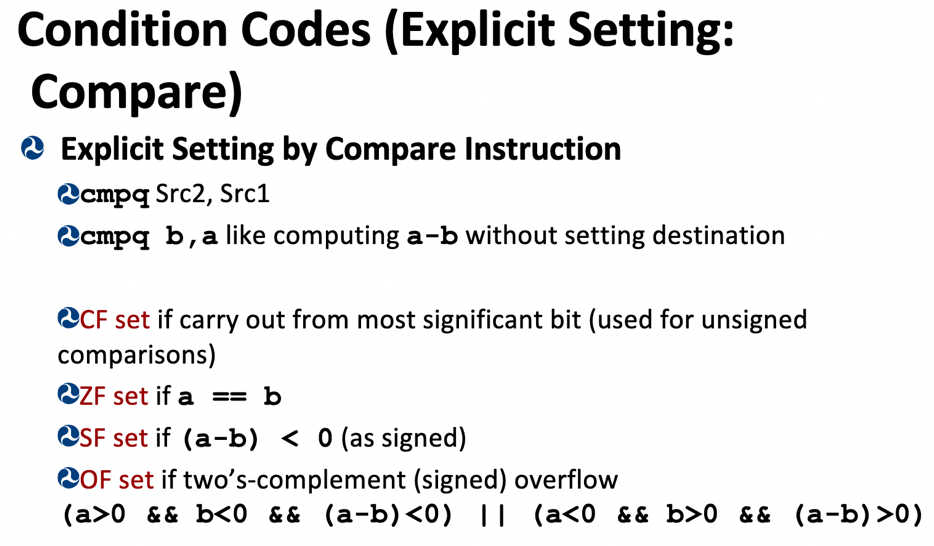 Condition Codes (Explicit Setting:
Compare)
Explicit Setting by Compare Instruction
cmpq Src2, Src1
cmpq b,a like computing a-b without setting destination
CF set if carry out from most significant bit (used for unsigned
comparisons)
ZF set if a == b
SF set if (a-b) < 0 (as signed)
OF set if two’s-complement (signed) overflow
(a>0 && b<0 && (a-b)<0) || (a<0 && b>0 && (a-b)>0)